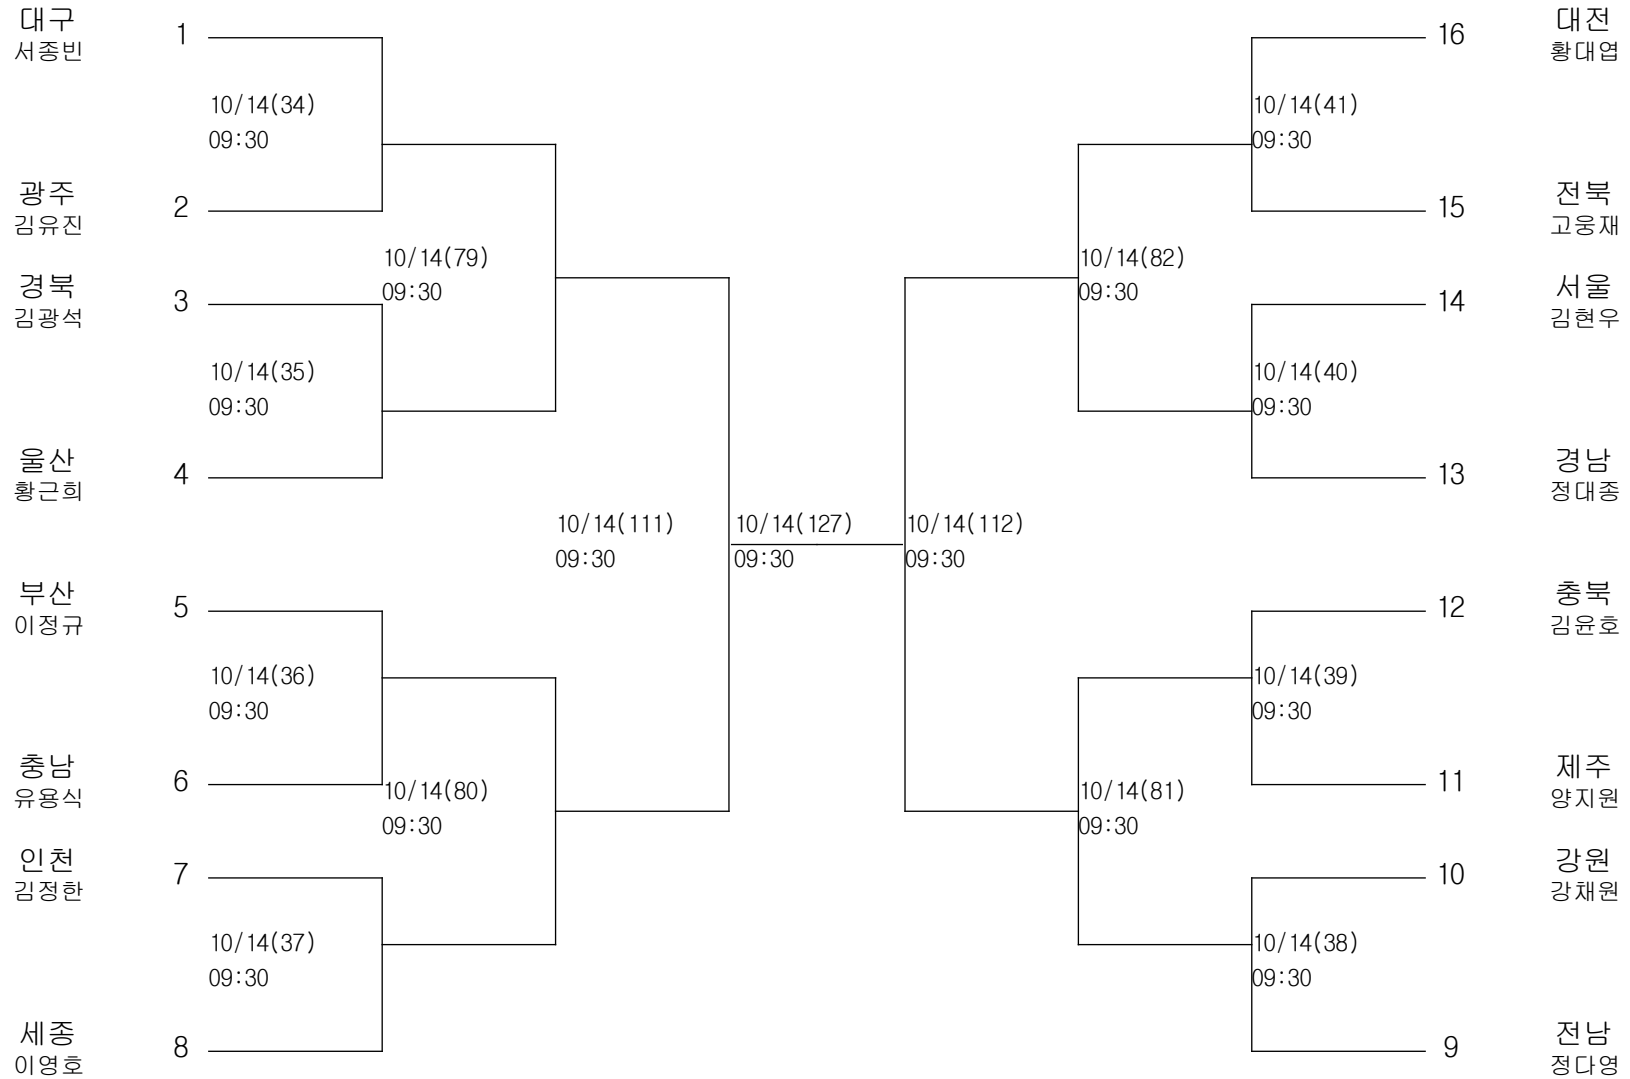 대구
서종빈
1
16
대전
황대엽
10/14(34)
09:30
10/14(41)
09:30
광주
김유진
2
15
전북
고웅재
10/14(79)
09:30
10/14(82)
09:30
경북
김광석
3
14
서울
김현우
10/14(35)
09:30
10/14(40)
09:30
울산
황근희
4
13
경남
정대종
10/14(111)
09:30
10/14(127)
09:30
10/14(112)
09:30
부산
이정규
5
12
충북
김윤호
10/14(36)
09:30
10/14(39)
09:30
충남
유용식
6
11
제주
양지원
10/14(80)
09:30
10/14(81)
09:30
인천
김정한
7
10
강원
강채원
10/14(37)
09:30
10/14(38)
09:30
세종
이영호
8
9
전남
정다영